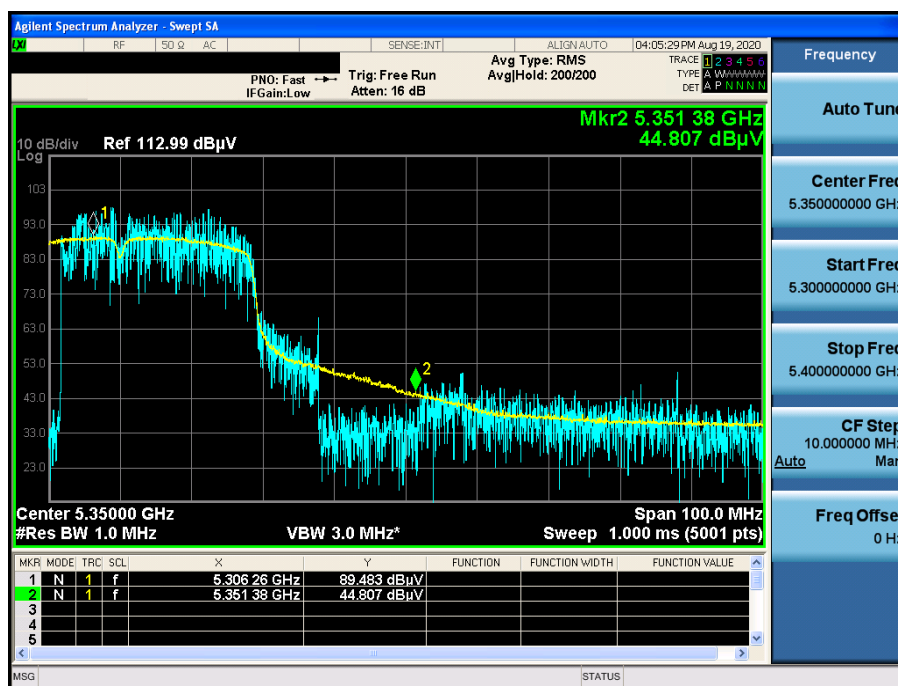 Agilent Spectrum Analyzer - Swept SA
LXI RF 50 Ω AC SENSE:INT ALIGN AUTO 04:05:29 PM Aug 19, 2020
PNO: Fast
IFGain:Low
Trig: Free Run
Atten: 16 dB
Avg Type: RMS
Avg|Hold: 200/200
TRACE 1 2 3 4 5 6
TYPE A W W W W W
DET A P N N N N
Mkr2 5.351 38 GHz
44.807 dBµV
10 dB/div Ref 112.99 dBµV
Log
103
93.0
83.0
73.0
63.0
53.0
43.0
33.0
23.0
1
2
Center 5.35000 GHz Span 100.0 MHz
#Res BW 1.0 MHz VBW 3.0 MHz* Sweep 1.000 ms (5001 pts)
MKR MODE TRC SCL X Y FUNCTION FUNCTION WIDTH FUNCTION VALUE
1 N 1 f 5.306 26 GHz 89.483 dBµV
2 N 1 f 5.351 38 GHz 44.807 dBµV
3
4
5
MSG STATUS
Frequency
Auto Tune
Center Freq
5.350000000 GHz
Start Freq
5.300000000 GHz
Stop Freq
5.400000000 GHz
CF Step
10.000000 MHz
Auto Man
Freq Offset
0 Hz